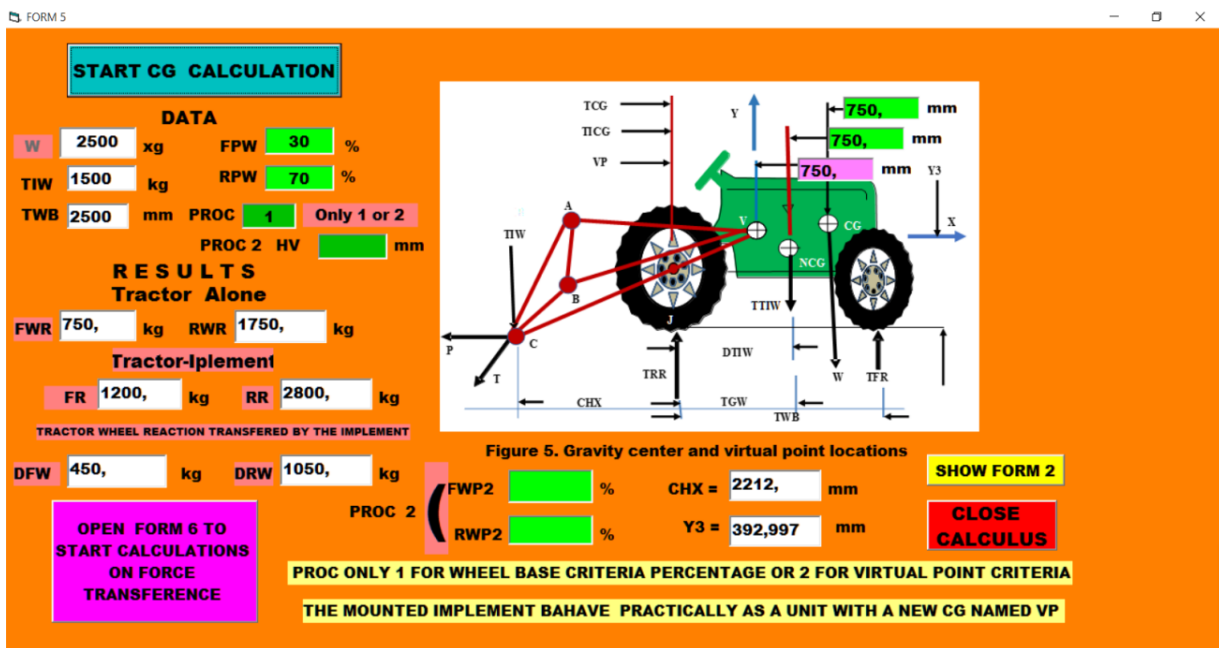 FORM 5
START CG CALCULATION
DATA
W 2500 xg FPW 30 %
TIW 1500 kg RPW 70 %
TWB 2500 mm PROC 1 Only 1 or 2
PROC 2 HV mm
R E S U L T S
Tractor Alone
FWR 750, kg RWR 1750, kg
Tractor-Iplement
FR 1200, kg RR 2800, kg
TRACTOR WHEEL REACTION TRANSFERED BY THE IMPLEMENT
DFW 450, kg DRW 1050, kg
OPEN FORM 6 TO
START CALCULATIONS
ON FORCE
TRANSFERENCE
TCG
TICG
VP
Y
750, mm
750, mm
750, mm
Y3
X
A
V
CG
TIW
NCG
B
TTIW
J
C
P
DTIW
T
TRR
W
TFR
CHX
TGW
TWB
Figure 5. Gravity center and virtual point locations
PROC 2
(
FWP2 %
RWP2 %
CHX = 2212, mm
Y3 = 392,997 mm
SHOW FORM 2
CLOSE
CALCULUS
PROC ONLY 1 FOR WHEEL BASE CRITERIA PERCENTAGE OR 2 FOR VIRTUAL POINT CRITERIA
THE MOUNTED IMPLEMENT BAHAVE PRACTICALLY AS A UNIT WITH A NEW CG NAMED VP